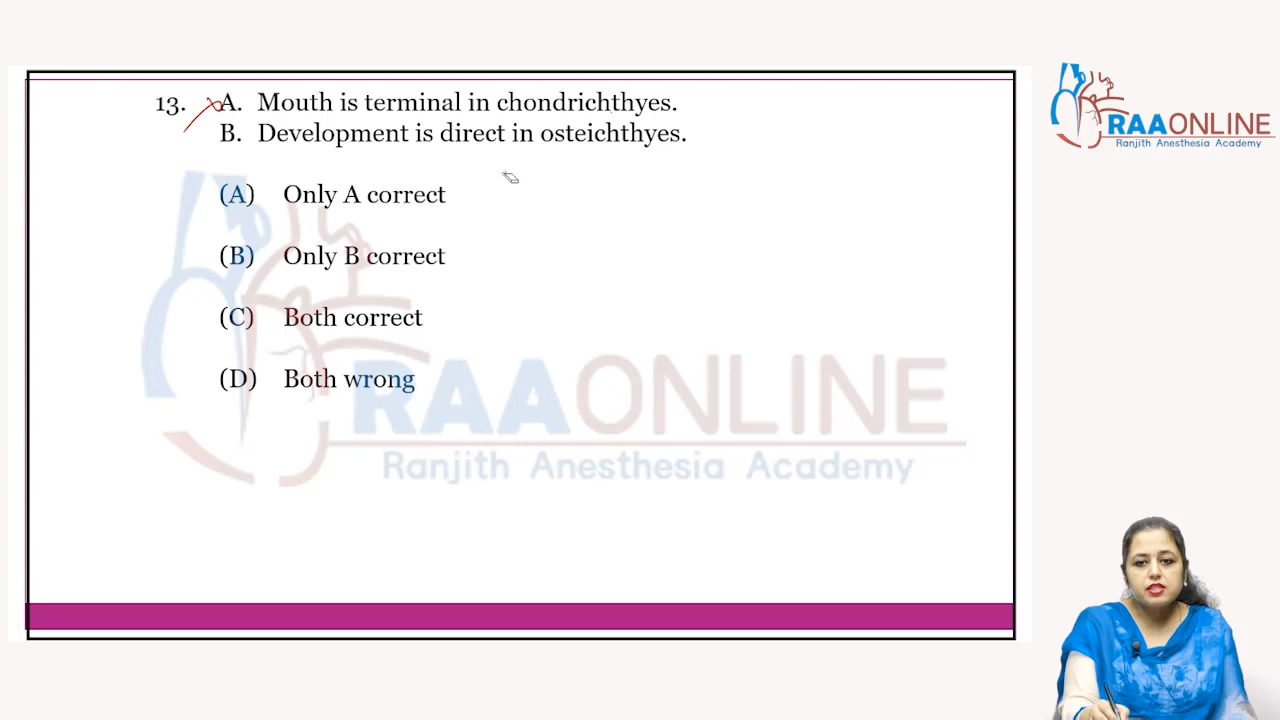 13. A. Mouth is terminal in chondrichthyes.
B. Development is direct in osteichthyes.
(A) Only A correct
(B) Only B correct
(C) Both correct
(D) Both wrong
RAAONLINE
Ranjith Anesthesia Academy
RAAONLINE
Ranjith Anesthesia Academy